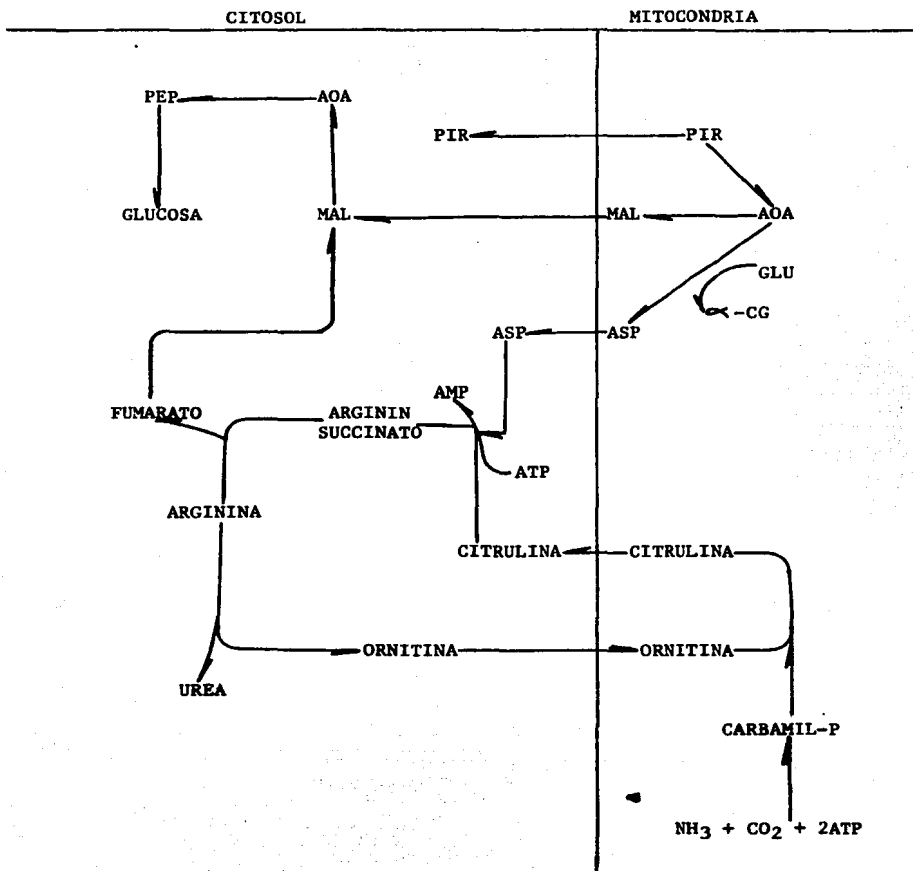 CITOSOL MITOCONDRIA
PEP AOA
PIR PIR
GLUCOSA MAL MAL AOA
GLU
α-CG
ASP ASP
AMP
FUMARATO ARGININ
SUCCINATO
ATP
ARGININA
CITRULINA CITRULINA
ORNITINA ORNITINA
UREA
CARBAMIL-P
NH₃ + CO₂ + 2ATP